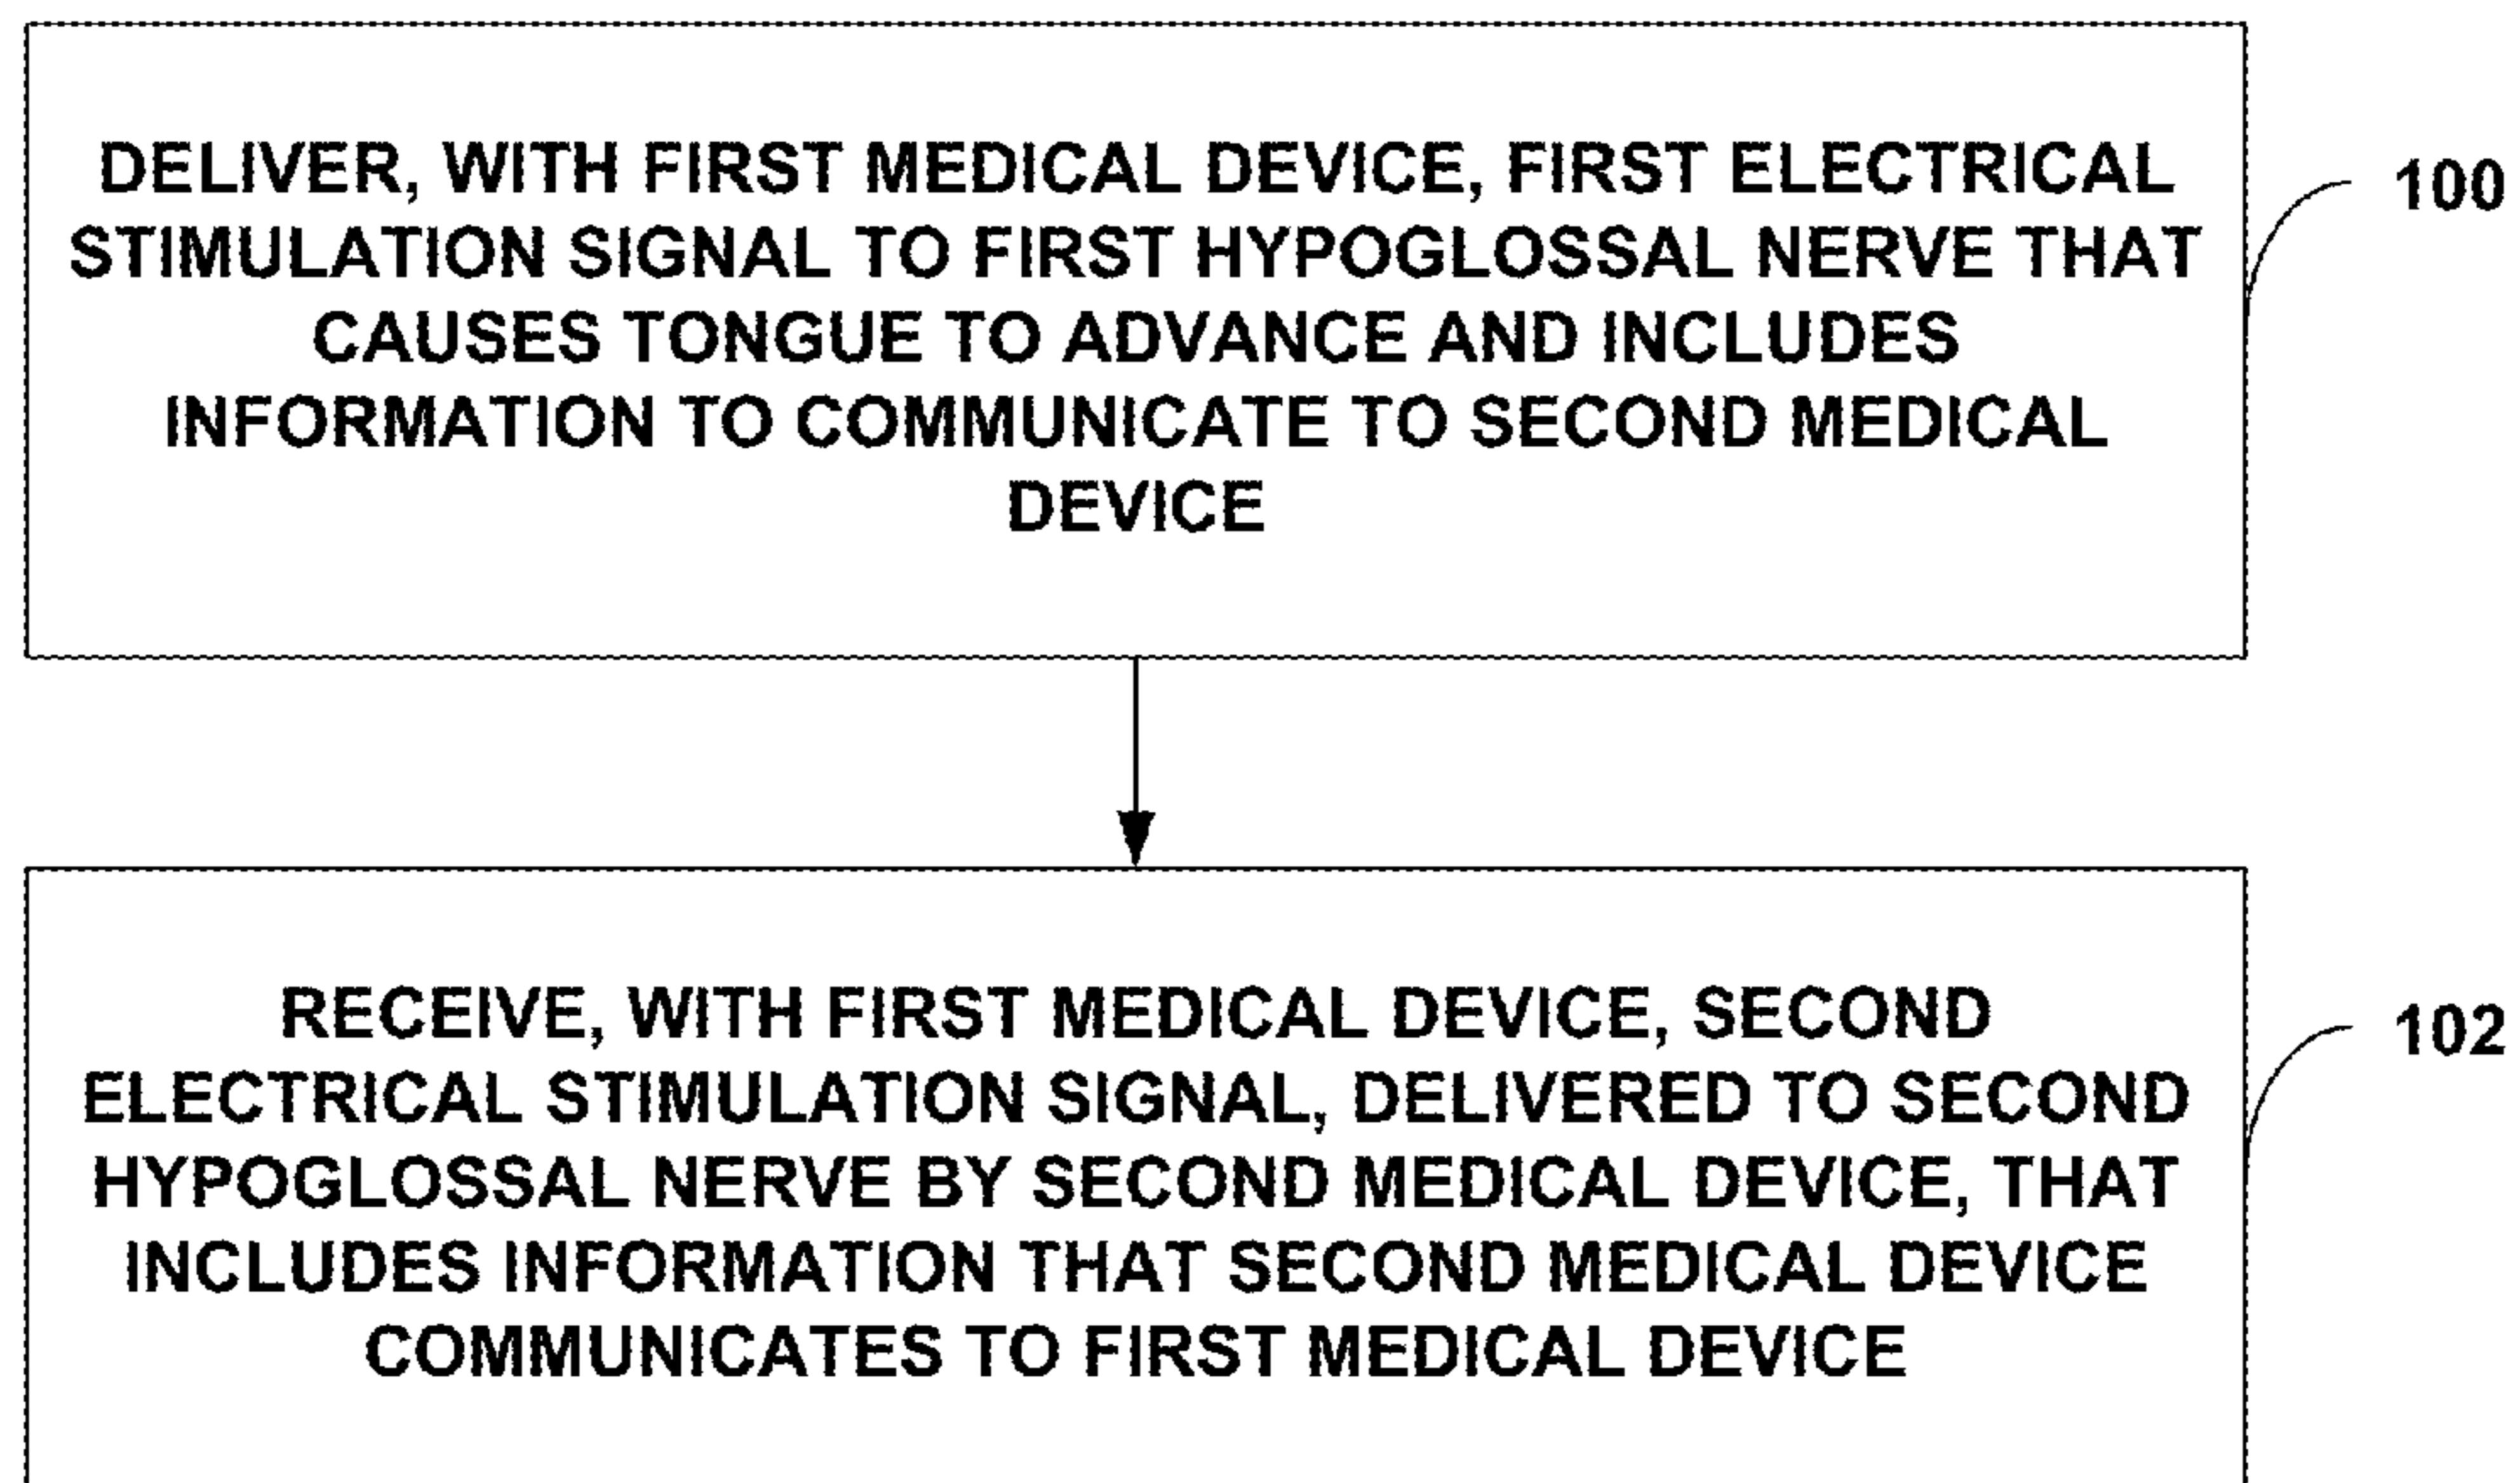 DELIVER, WITH FIRST MEDICAL DEVICE, FIRST ELECTRICAL
STIMULATION SIGNAL TO FIRST HYPOGLOSSAL NERVE THAT
CAUSES TONGUE TO ADVANCE AND INCLUDES
INFORMATION TO COMMUNICATE TO SECOND MEDICAL
DEVICE
100
RECEIVE, WITH FIRST MEDICAL DEVICE, SECOND
ELECTRICAL STIMULATION SIGNAL, DELIVERED TO SECOND
HYPOGLOSSAL NERVE BY SECOND MEDICAL DEVICE, THAT
INCLUDES INFORMATION THAT SECOND MEDICAL DEVICE
COMMUNICATES TO FIRST MEDICAL DEVICE
102